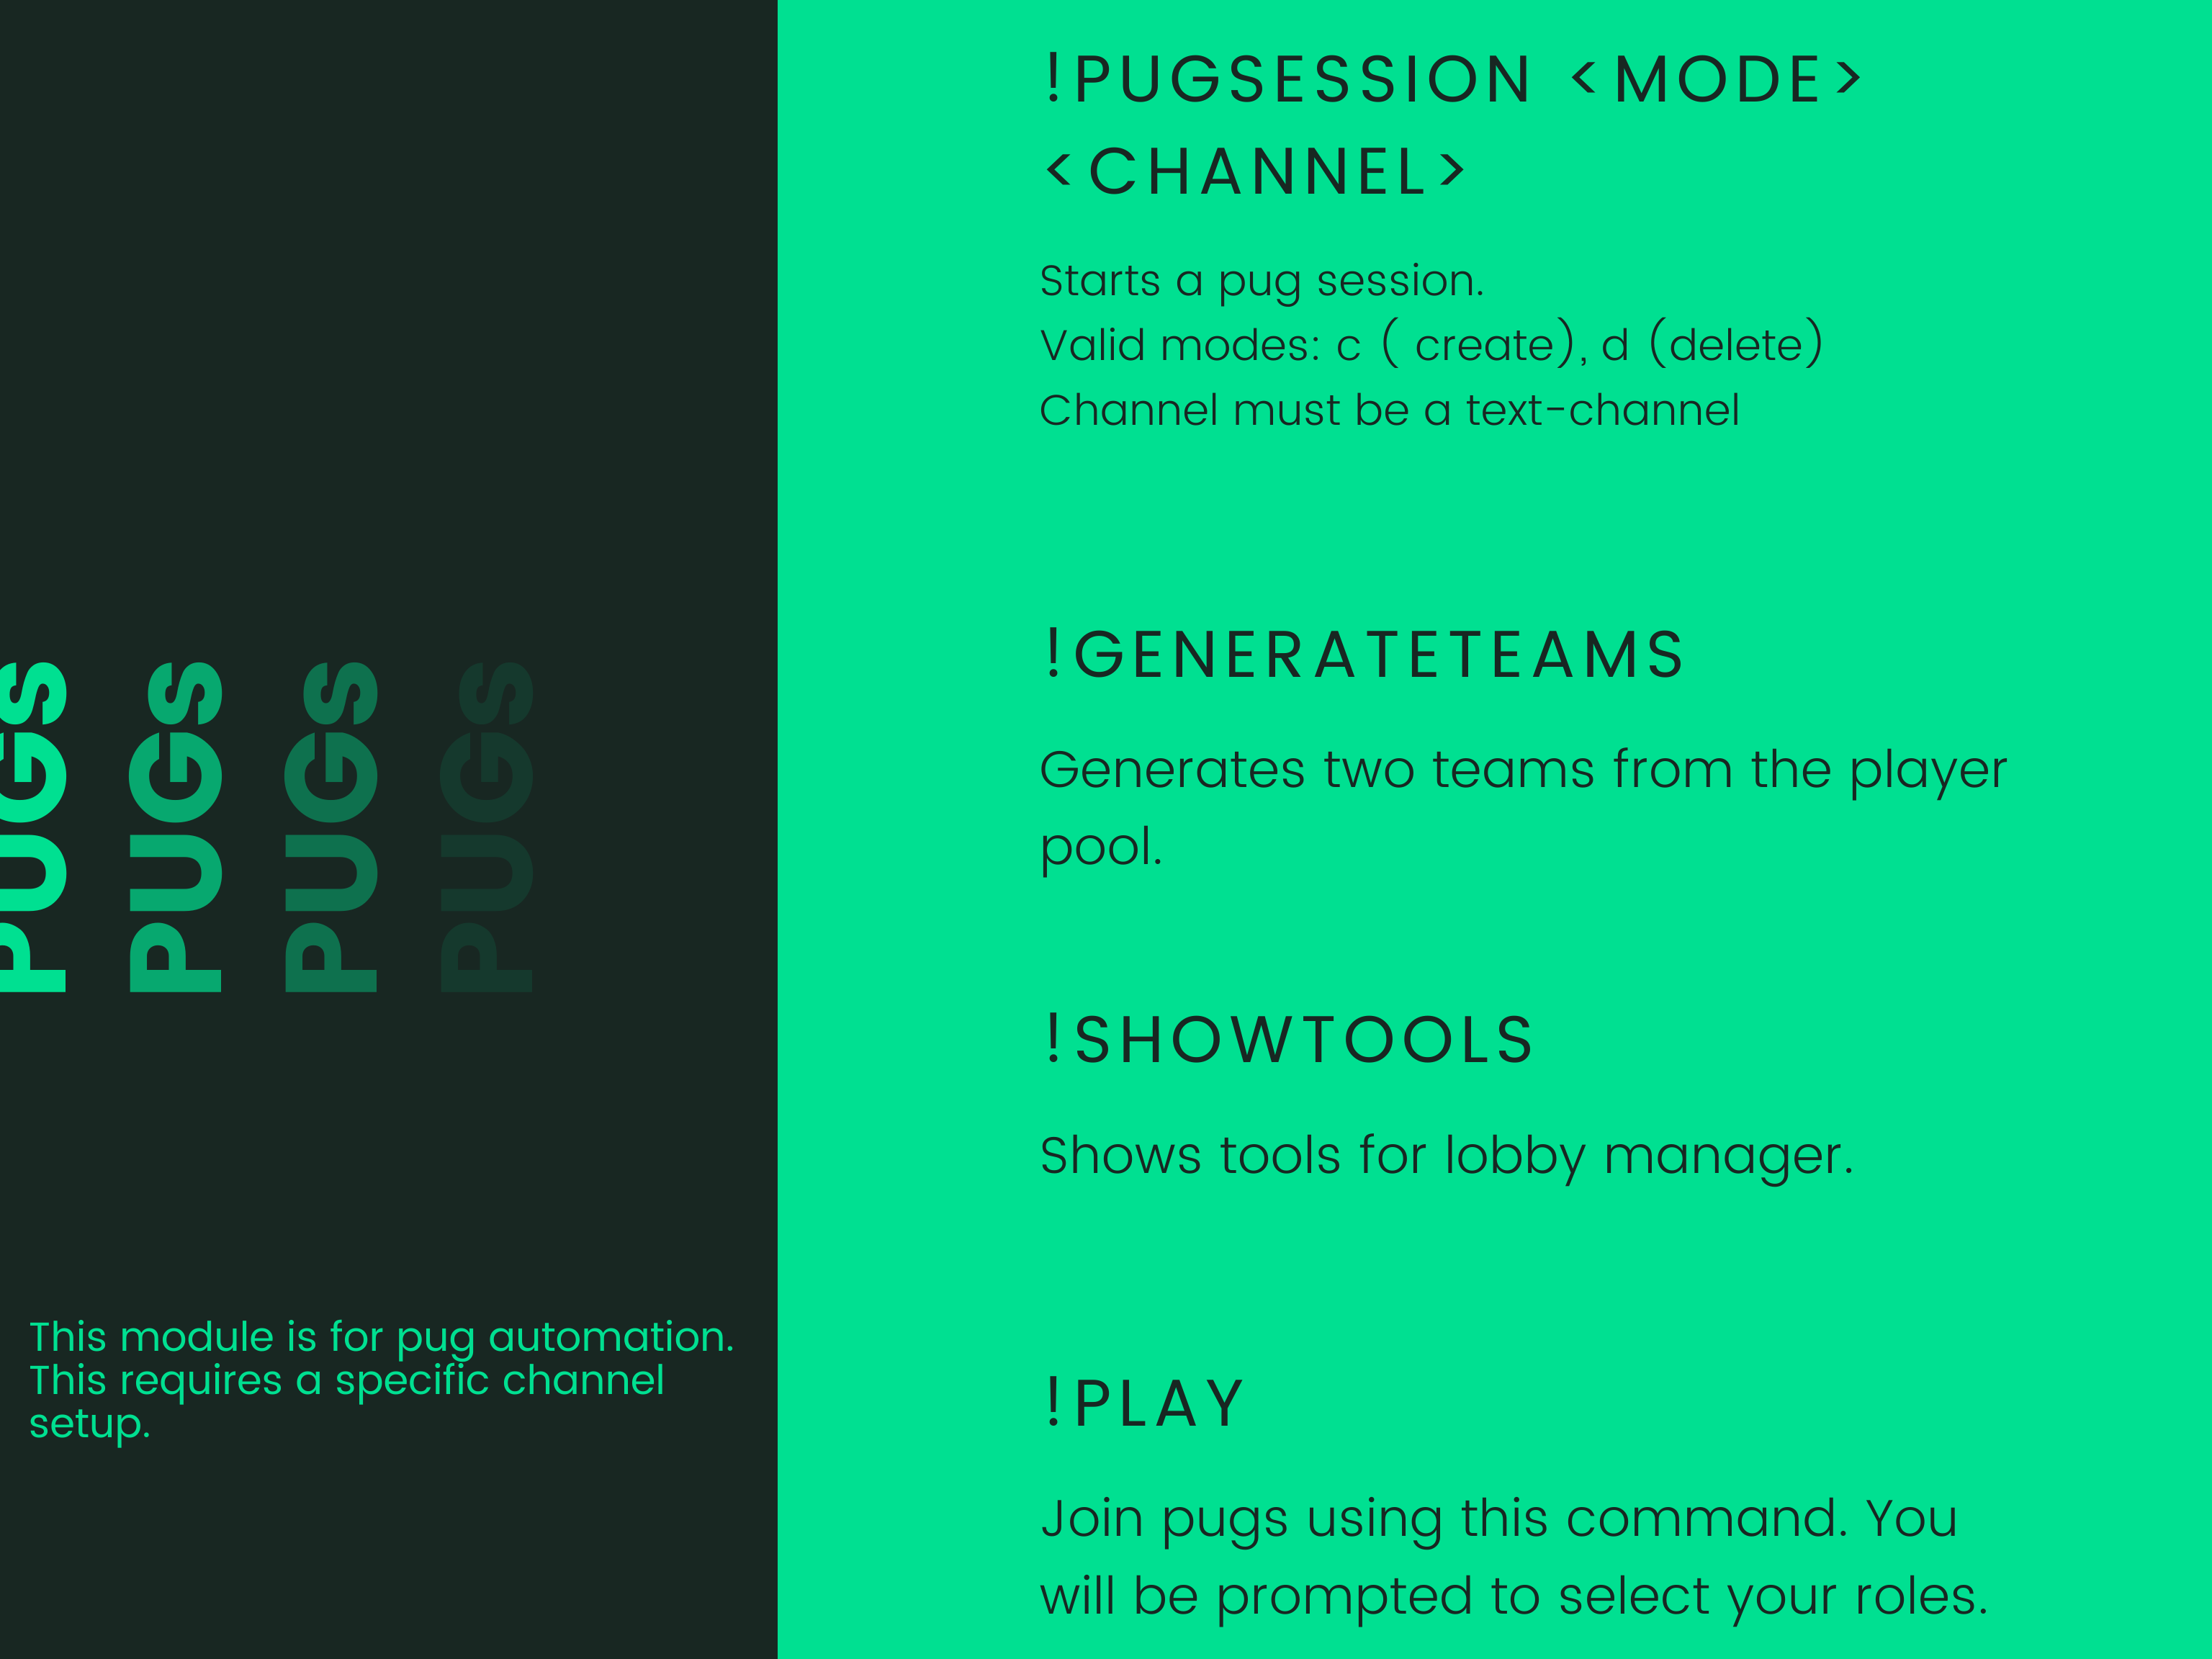 PUGS
PUGS
PUGS
PUGS
This module is for pug automation.
This requires a specific channel
setup.
!PUGSESSION <MODE>
<CHANNEL>
Starts a pug session.
Valid modes: c ( create), d (delete)
Channel must be a text-channel
!GENERATETEAMS
Generates two teams from the player
pool.
!SHOWTOOLS
Shows tools for lobby manager.
!PLAY
Join pugs using this command. You
will be prompted to select your roles.